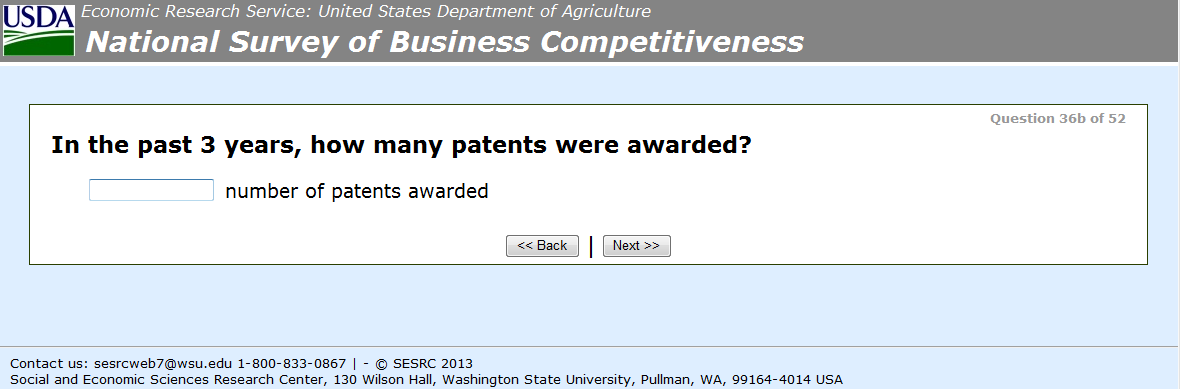 USDA
Economic Research Service: United States Department of Agriculture
National Survey of Business Competitiveness
Question 36b of 52
In the past 3 years, how many patents were awarded?
number of patents awarded
<< Back | Next >>
Contact us: sesrcweb7@wsu.edu 1-800-833-0867 | - © SESRC 2013
Social and Economic Sciences Research Center, 130 Wilson Hall, Washington State University, Pullman, WA, 99164-4014 USA